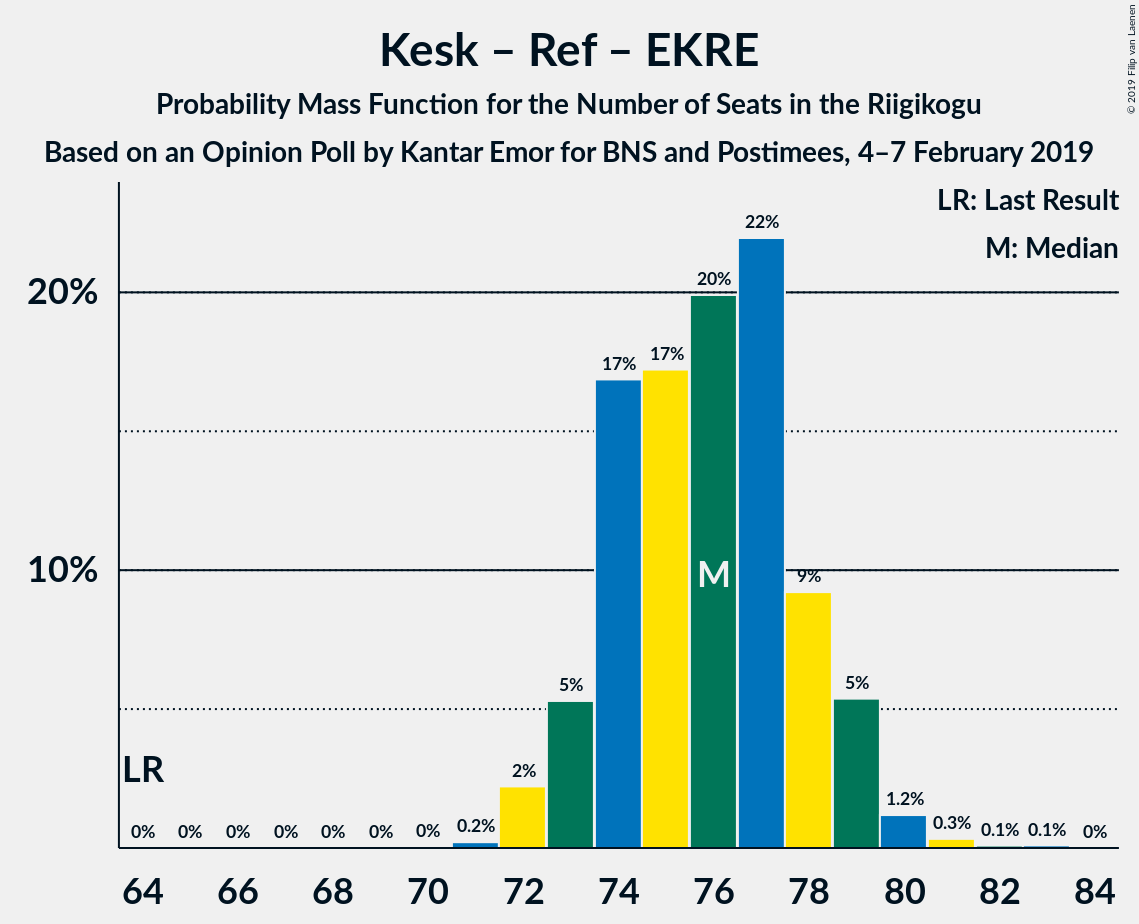 © 2019 Filip van Laenen
Kesk – Ref – EKRE
Probability Mass Function for the Number of Seats in the Riigikogu
Based on an Opinion Poll by Kantar Emor for BNS and Postimees, 4–7 February 2019
LR: Last Result
M: Median
20%
10%
22%
20%
17%
17%
9%
5%
5%
2%
1.2%
0.2%
0.3%
0.1%
0.1%
0%
0%
0%
0%
0%
0%
0%
0%
LR
M
64 66 68 70 72 74 76 78 80 82 84